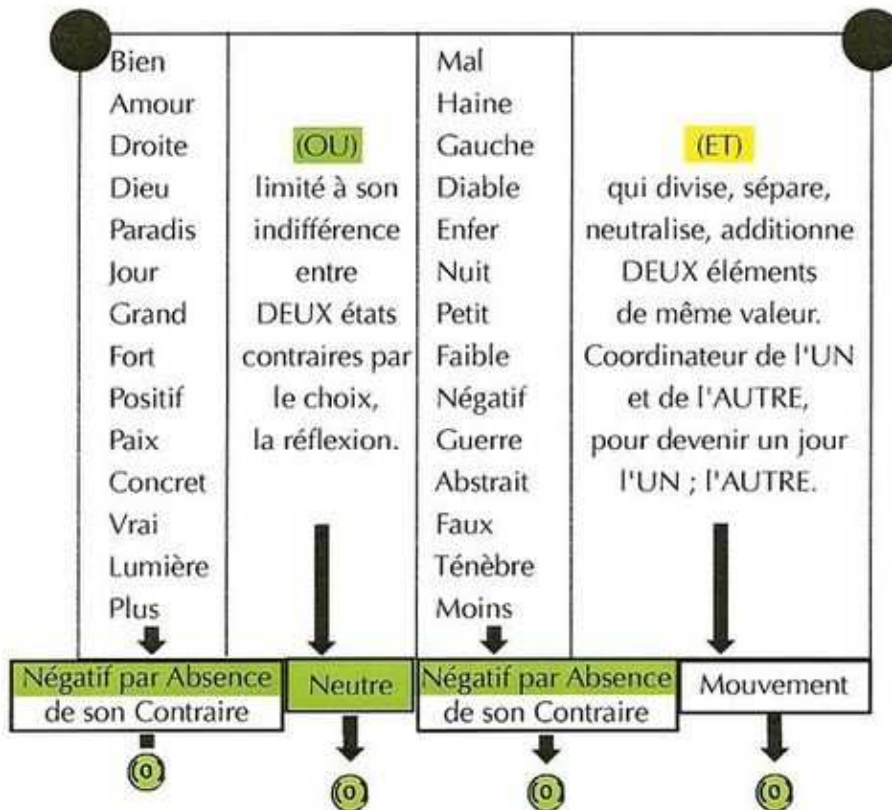 Bien
Amour
Droite
Dieu
Paradis
Jour
Grand
Fort
Positif
Paix
Concret
Vrai
Lumière
Plus
(OU)
limité à son
indifférence
entre
DEUX états
contraires par
le choix,
la réflexion.
Mal
Haine
Gauche
Diable
Enfer
Nuit
Petit
Faible
Négatif
Guerre
Abstrait
Faux
Ténèbre
Moins
(ET)
qui divise, sépare,
neutralise, additionne
DEUX éléments
de même valeur.
Coordinateur de l'UN
et de l'AUTRE,
pour devenir un jour
l'UN ; l'AUTRE.
Négatif par Absence
de son Contraire
Neutre
Négatif par Absence
de son Contraire
Mouvement
(o)
(o)
(o)
(o)